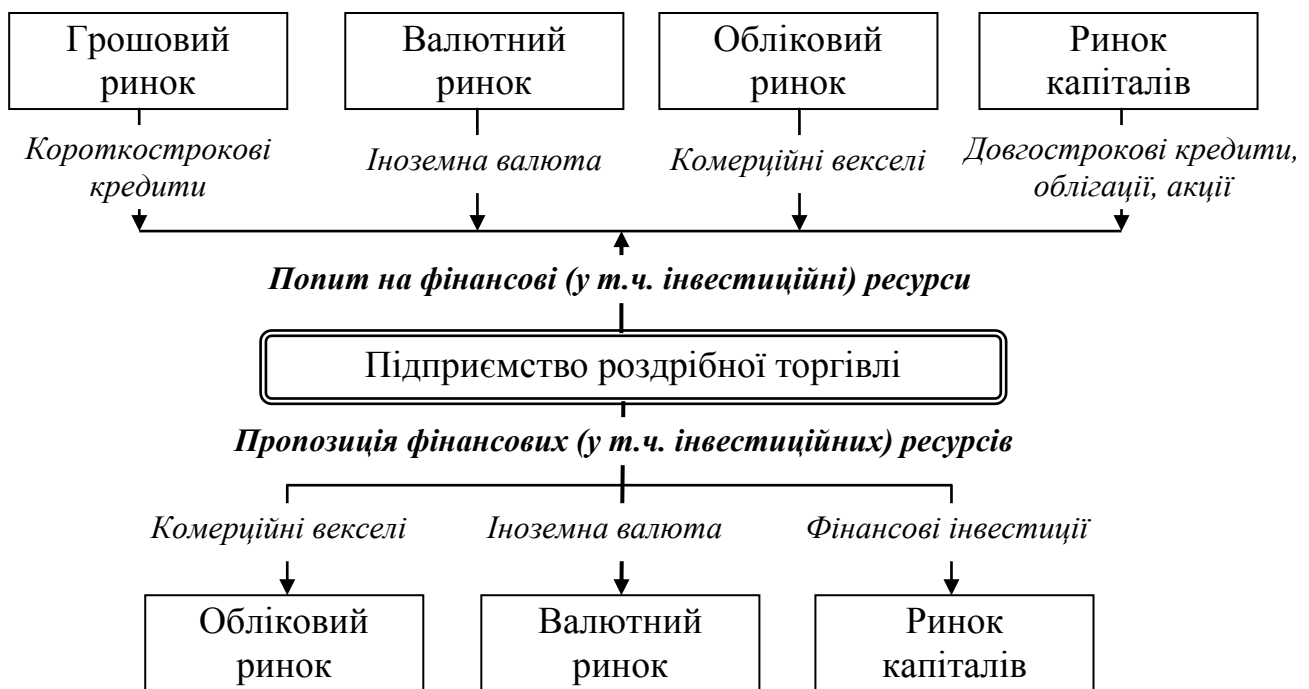 Грошовий
ринок
Валютний
ринок
Обліковий
ринок
Ринок
капіталів
Короткострокові
кредити
Іноземна валюта
Комерційні векселі
Довгострокові кредити,
облігації, акції
Попит на фінансові (у т.ч. інвестиційні) ресурси
Підприємство роздрібної торгівлі
Пропозиція фінансових (у т.ч. інвестиційних) ресурсів
Комерційні векселі
Іноземна валюта
Фінансові інвестиції
Обліковий
ринок
Валютний
ринок
Ринок
капіталів